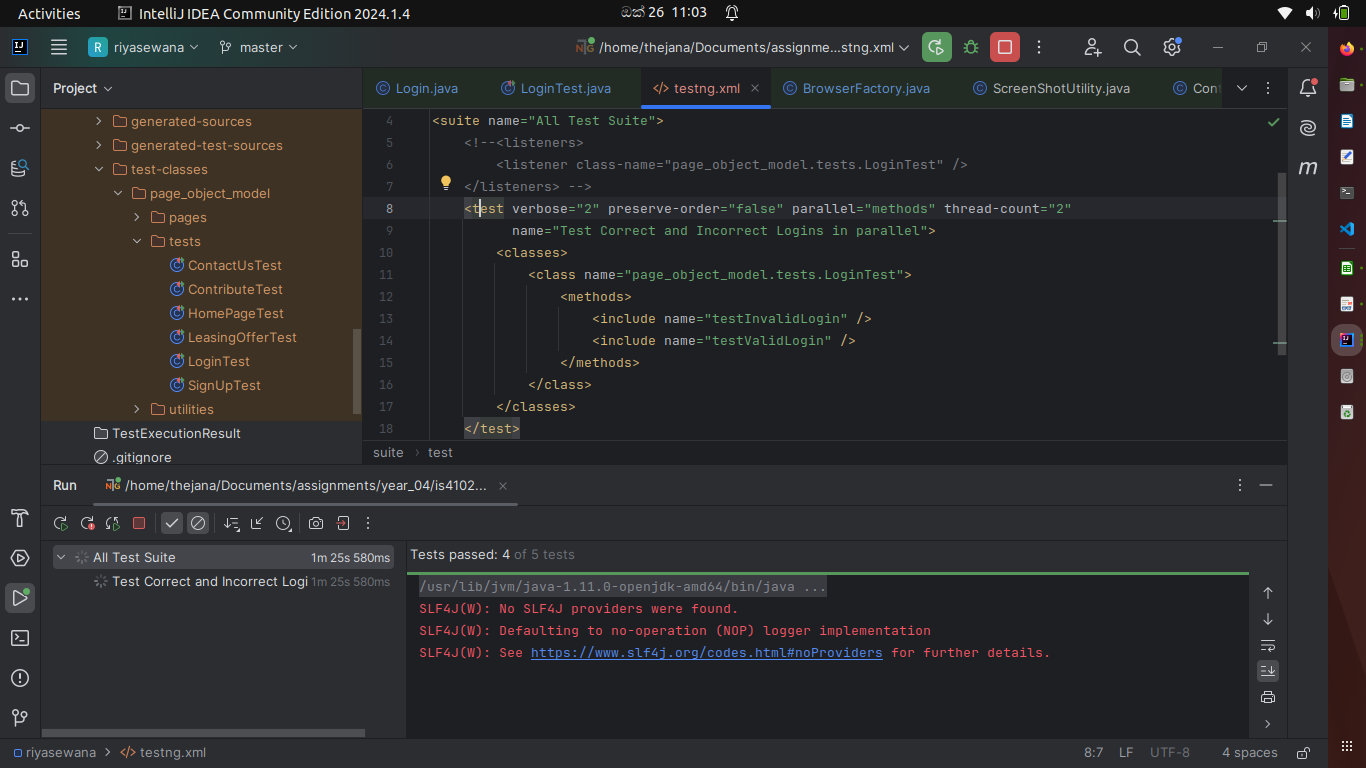 Activities
IntelliJ IDEA Community Edition 2024.1.4
ඔක් 26 11:03
R riyasewana
master
/home/thejana/Documents/assignme...stng.xml
Project
Login.java
LoginTest.java
testng.xml
BrowserFactory.java
ScreenShotUtility.java
Con
generated-sources
generated-test-sources
test-classes
page_object_model
pages
tests
ContactUsTest
ContributeTest
HomePageTest
LeasingOfferTest
LoginTest
SignUpTest
utilities
TestExecutionResult
.gitignore
4 <suite name="All Test Suite">
5 <!--<listeners>
6 <listener class-name="page_object_model.tests.LoginTest" />
7 </listeners> -->
8 <test verbose="2" preserve-order="false" parallel="methods" thread-count="2"
9 name="Test Correct and Incorrect Logins in parallel">
10 <classes>
11 <class name="page_object_model.tests.LoginTest">
12 <methods>
13 <include name="testInvalidLogin" />
14 <include name="testValidLogin" />
15 </methods>
16 </class>
17 </classes>
18 </test>
suite › test
Run
/home/thejana/Documents/assignments/year_04/is4102...
All Test Suite 1m 25s 580ms
Test Correct and Incorrect Logi 1m 25s 580ms
Tests passed: 4 of 5 tests
/usr/lib/jvm/java-1.11.0-openjdk-amd64/bin/java ...
SLF4J(W): No SLF4J providers were found.
SLF4J(W): Defaulting to no-operation (NOP) logger implementation
SLF4J(W): See https://www.slf4j.org/codes.html#noProviders for further details.
riyasewana › testng.xml
8:7 LF UTF-8 4 spaces